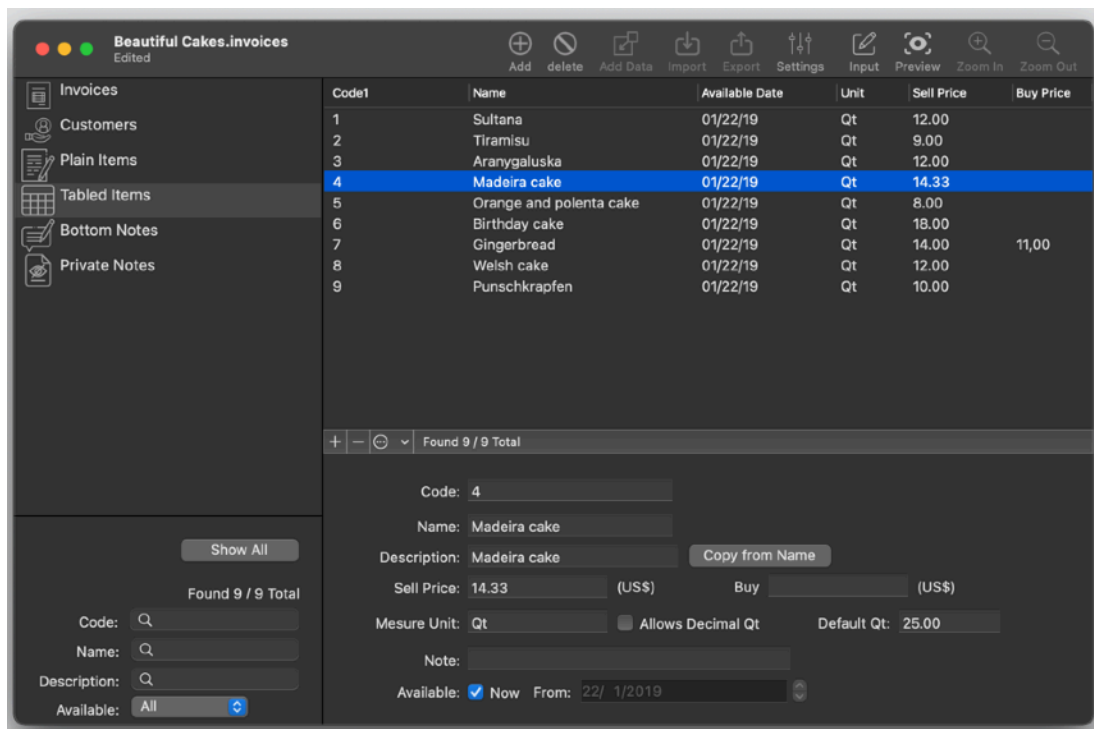 Beautiful Cakes.invoices
Edited
Add delete Add Data Import Export Settings Input Preview Zoom In Zoom Out
Invoices
Customers
Plain Items
Tabled Items
Bottom Notes
Private Notes
Code1 Name Available Date Unit Sell Price Buy Price
1 Sultana 01/22/19 Qt 12.00
2 Tiramisu 01/22/19 Qt 9.00
3 Aranygaluska 01/22/19 Qt 12.00
4 Madeira cake 01/22/19 Qt 14.33
5 Orange and polenta cake 01/22/19 Qt 8.00
6 Birthday cake 01/22/19 Qt 18.00
7 Gingerbread 01/22/19 Qt 14.00 11,00
8 Welsh cake 01/22/19 Qt 12.00
9 Punschkrapfen 01/22/19 Qt 10.00
Found 9 / 9 Total
Code: 4
Name: Madeira cake
Description: Madeira cake Copy from Name
Sell Price: 14.33 (US$) Buy (US$)
Mesure Unit: Qt Allows Decimal Qt Default Qt: 25.00
Note:
Available: Now From: 22/ 1/2019
Show All
Found 9 / 9 Total
Code:
Name:
Description:
Available: All